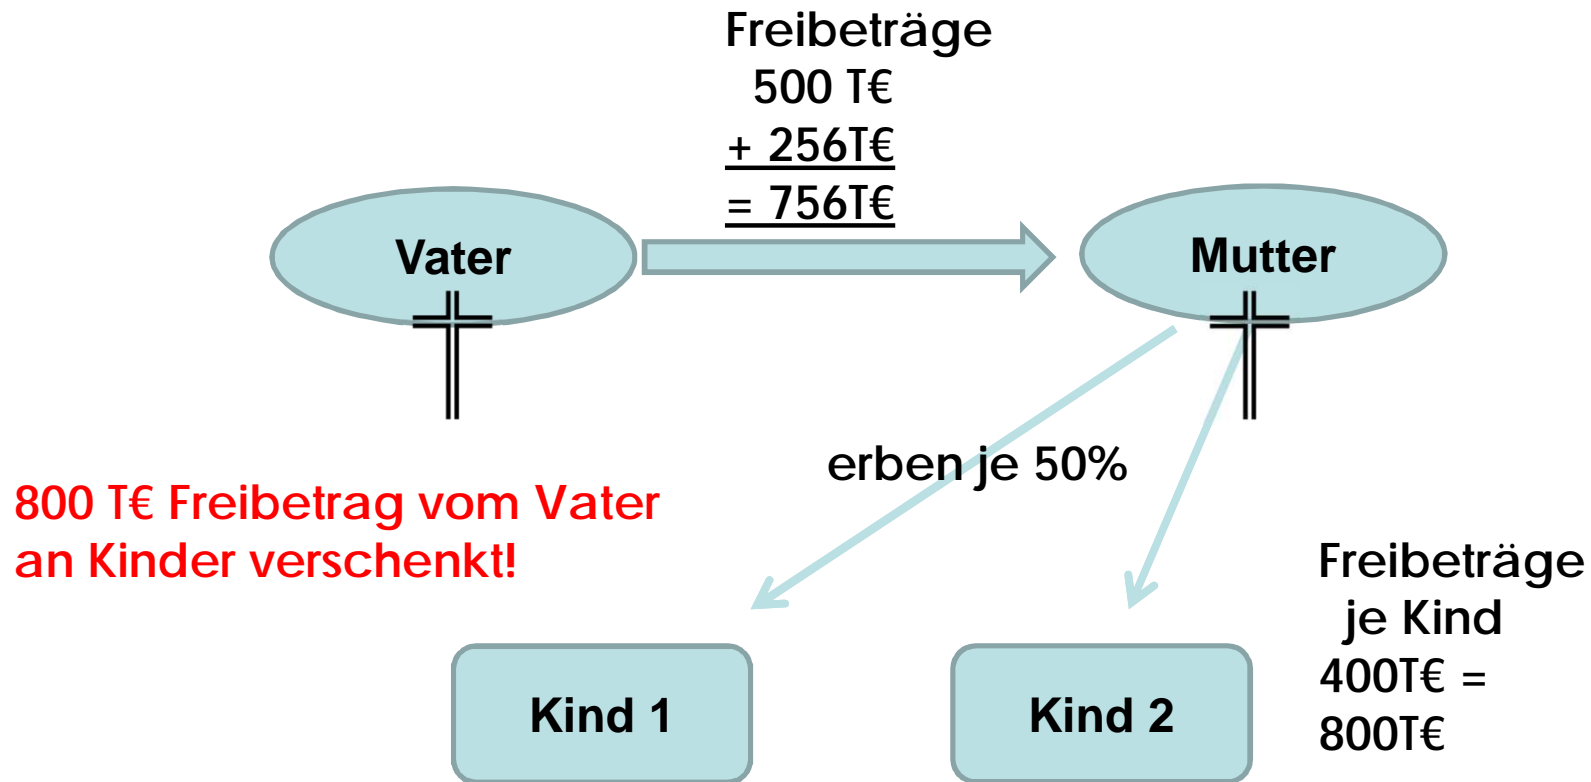 Freibeträge
500 T€
+ 256T€
= 756T€
Vater
Mutter
erben je 50%
800 T€ Freibetrag vom Vater
an Kinder verschenkt!
Freibeträge
je Kind
400T€ =
800T€
Kind 1
Kind 2